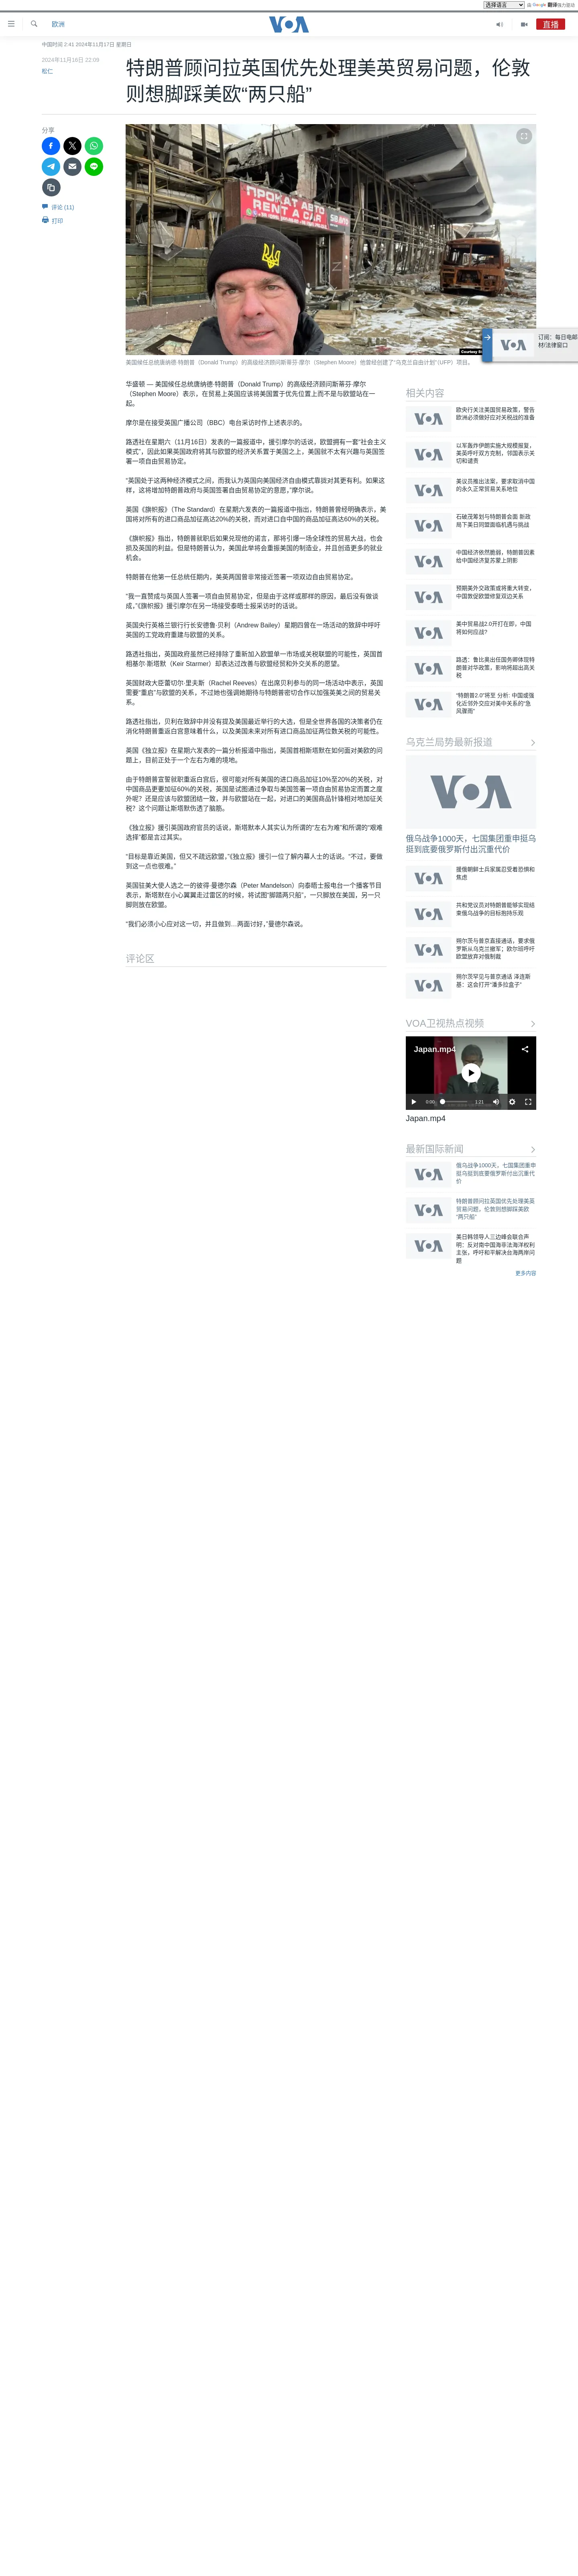 选择语言
由 Google 翻译强力驱动
欧洲
VOA
直播
中国时间 2:41 2024年11月17日 星期日
2024年11月16日 22:08
松仁
特朗普顾问拉英国优先处理美英贸易问题，伦敦
则想脚踩美欧“两只船”
分享
评论 (11)
打印
ПРОКАТ АВТО
RENT A CAR
美国候任总统唐纳德·特朗普（Donald Trump）的高级经济顾问斯蒂芬·摩尔（Stephen Moore）他曾经创建了“乌克兰自由计划”（UFP）项目。
订阅：每日电邮
材/法律窗口
华盛顿 — 美国候任总统唐纳德·特朗普（Donald Trump）的高级经济顾问斯蒂芬·摩尔
（Stephen Moore）表示，在贸易上英国应该将美国置于优先位置上而不是与欧盟站在一
起。
摩尔是在接受英国广播公司（BBC）电台采访时作上述表示的。
路透社在星期六（11月16日）发表的一篇报道中，援引摩尔的话说，欧盟拥有一套“社会主义
模式”，因此如果英国政府将其与欧盟的经济关系置于美国之上，美国就不太有兴趣与英国签
署一项自由贸易协定。
“英国处于这两种经济模式之间，而我认为英国向美国经济自由模式靠拢对其更有利。如果这
样，这将增加特朗普政府与英国签署自由贸易协定的意愿，”摩尔说。
英国《旗帜报》（The Standard）在星期六发表的一篇报道中指出，特朗普曾经明确表示，美
国将对所有的进口商品加征高达20%的关税，而对进口自中国的商品加征高达60%的关税。
《旗帜报》指出，特朗普就职后如果兑现他的诺言，那将引爆一场全球性的贸易大战，也会
损及英国的利益。但是特朗普认为，美国此举将会重振美国的制造业，并且创造更多的就业
机会。
特朗普在他第一任总统任期内，美英两国曾非常接近签署一项双边自由贸易协定。
“我一直赞成与英国人签署一项自由贸易协定，但是由于这样或那样的原因，最后没有做谈
成，”《旗帜报》援引摩尔在另一场接受泰晤士报采访时的话说。
英国央行英格兰银行行长安德鲁·贝利（Andrew Bailey）星期四曾在一场活动的致辞中呼吁
英国的工党政府重建与欧盟的关系。
路透社指出，英国政府虽然已经排除了重新加入欧盟单一市场或关税联盟的可能性，英国首
相基尔·斯塔默（Keir Starmer）却表达过改善与欧盟经贸和外交关系的愿望。
英国财政大臣蕾切尔·里夫斯（Rachel Reeves）在出席贝利参与的同一场活动中表示，英国
需要“重启”与欧盟的关系，不过她也强调她期待与特朗普密切合作以加强英美之间的贸易关
系。
路透社指出，贝利在致辞中并没有提及美国最近举行的大选，但是全世界各国的决策者仍在
消化特朗普重返白宫意味着什么，以及美国未来对所有进口商品加征两位数关税的可能性。
英国《独立报》在星期六发表的一篇分析报道中指出，英国首相斯塔默在如何面对美欧的问
题上，目前正处于一个左右为难的境地。
由于特朗普宣誓就职重返白宫后，很可能对所有美国的进口商品加征10%至20%的关税，对
中国商品更要加征60%的关税，英国是试图通过争取与美国签署一项自由贸易协定而置之度
外呢？还是应该与欧盟团结一致，并与欧盟站在一起，对进口的美国商品针锋相对地加征关
税？这个问题让斯塔默伤透了脑筋。
《独立报》援引英国政府官员的话说，斯塔默本人其实认为所谓的“左右为难”和所谓的“艰难
选择”都是言过其实。
“目标是靠近美国，但又不疏远欧盟，”《独立报》援引一位了解内幕人士的话说。“不过，要做
到这一点也很难。”
英国驻美大使人选之一的彼得·曼德尔森（Peter Mandelson）向泰晤士报电台一个播客节目
表示，斯塔默在小心翼翼走过雷区的时候，将试图“脚踏两只船”，一只脚放在美国，另一只
脚则放在欧盟。
“我们必须小心应对这一切，并且做到…两面讨好，”曼德尔森说。
评论区
相关内容
欧央行关注美国贸易政策，警告
欧洲必须做好应对关税战的准备
以军轰炸伊朗实施大规模报复，
美英呼吁双方克制，邻国表示关
切和谴责
美议员推出法案，要求取消中国
的永久正常贸易关系地位
石破茂筹划与特朗普会面 新政
局下美日同盟面临机遇与挑战
中国经济依然脆弱，特朗普因素
给中国经济复苏蒙上阴影
预期美外交政策或将重大转变，
中国敦促欧盟修复双边关系
美中贸易战2.0开打在即，中国
将如何应战?
路透：鲁比奥出任国务卿体现特
朗普对华政策，影响将超出高关
税
“特朗普2.0”将至 分析: 中国或强
化近邻外交应对美中关系的“急
风骤雨”
乌克兰局势最新报道
俄乌战争1000天，七国集团重申挺乌
挺到底要俄罗斯付出沉重代价
援俄朝鲜士兵家属忍受着恐惧和
焦虑
共和党议员对特朗普能够实现结
束俄乌战争的目标抱持乐观
朔尔茨与普京直接通话，要求俄
罗斯从乌克兰撤军；欧尔班呼吁
欧盟放弃对俄制裁
朔尔茨罕见与普京通话 泽连斯
基：这会打开“潘多拉盒子”
VOA卫视热点视频
Japan.mp4
0:00
1:21
Japan.mp4
最新国际新闻
俄乌战争1000天，七国集团重申
挺乌挺到底要俄罗斯付出沉重代
价
特朗普顾问拉英国优先处理美英
贸易问题，伦敦则想脚踩美欧
“两只船”
美日韩领导人三边峰会联合声
明：反对南中国海非法海洋权利
主张，呼吁和平解决台海两岸问
题
更多内容